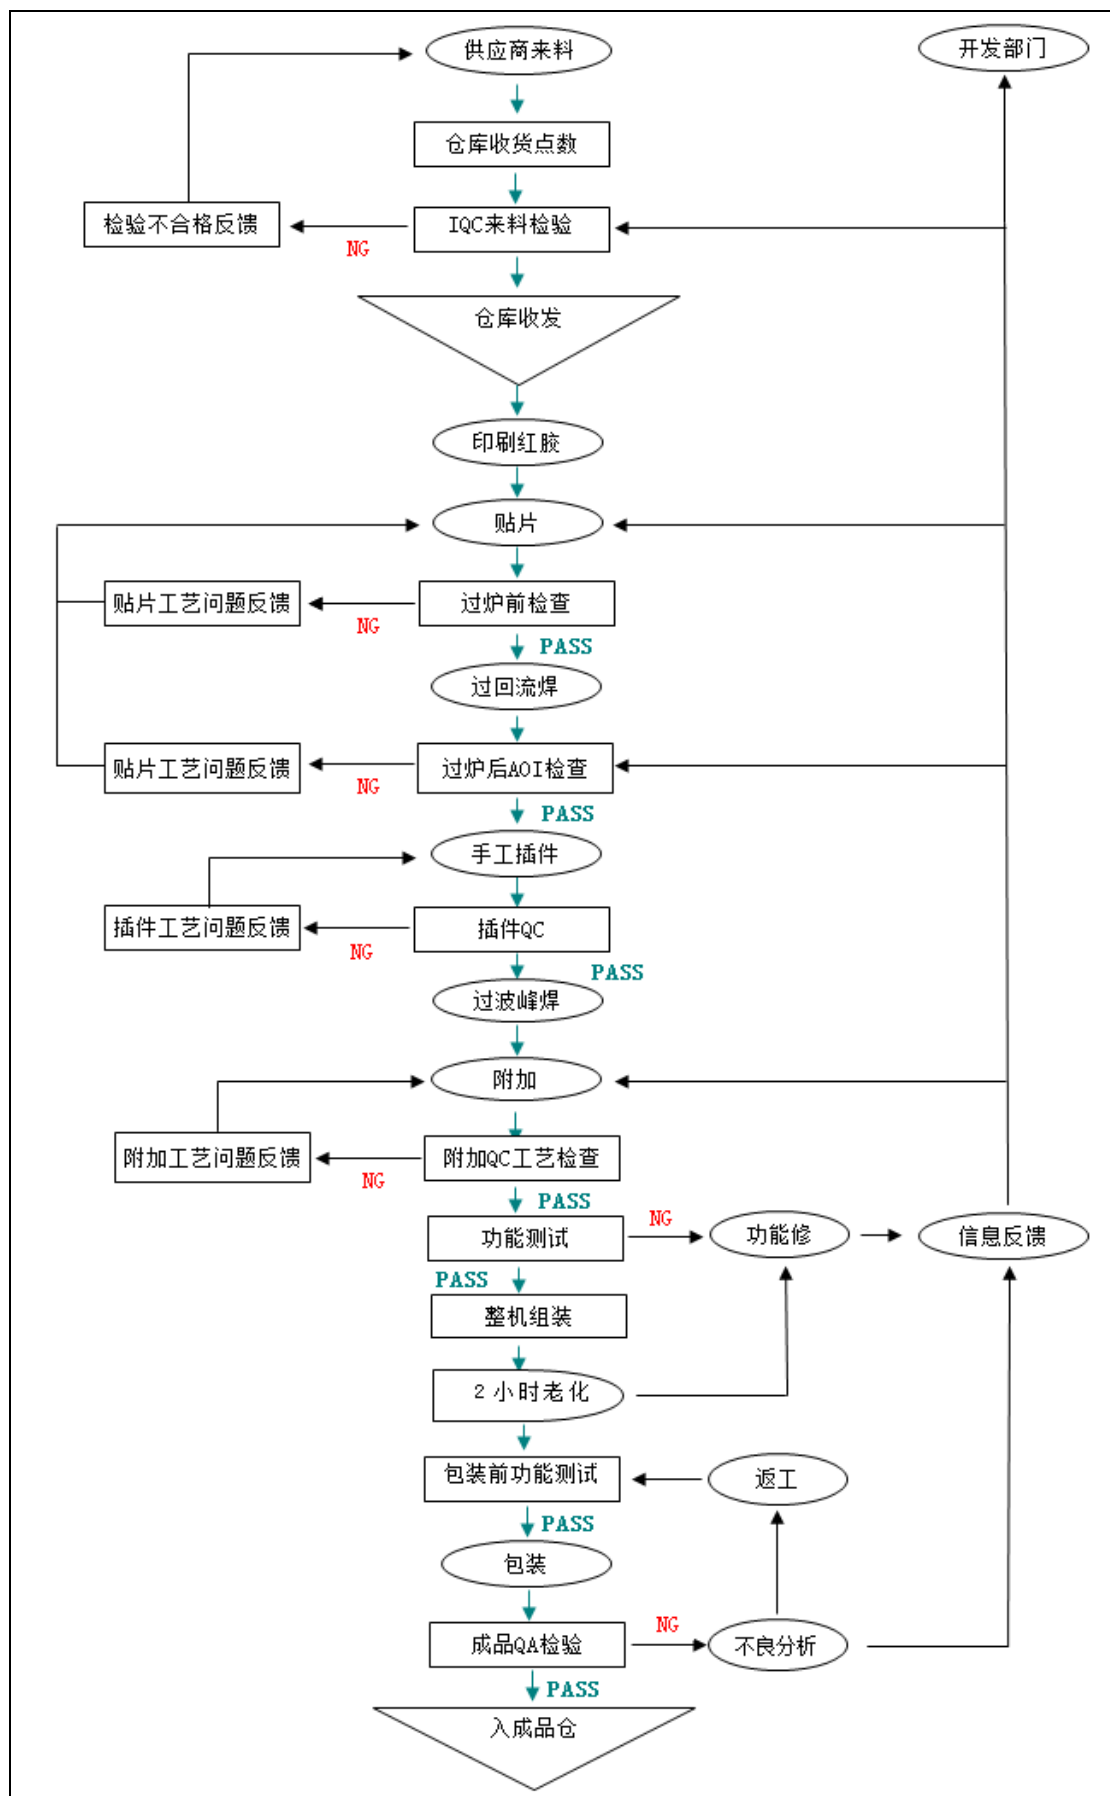 供应商来料
开发部门
仓库收货点数
检验不合格反馈
NG
IQC来料检验
仓库收发
印刷红胶
贴片
贴片工艺问题反馈
NG
过炉前检查
PASS
过回流焊
贴片工艺问题反馈
NG
过炉后AOI检查
PASS
手工插件
插件工艺问题反馈
NG
插件QC
PASS
过波峰焊
附加
附加工艺问题反馈
NG
附加QC工艺检查
PASS
功能测试
NG
功能修
信息反馈
PASS
整机组装
2小时老化
包装前功能测试
返工
PASS
包装
成品QA检验
NG
不良分析
PASS
入成品仓